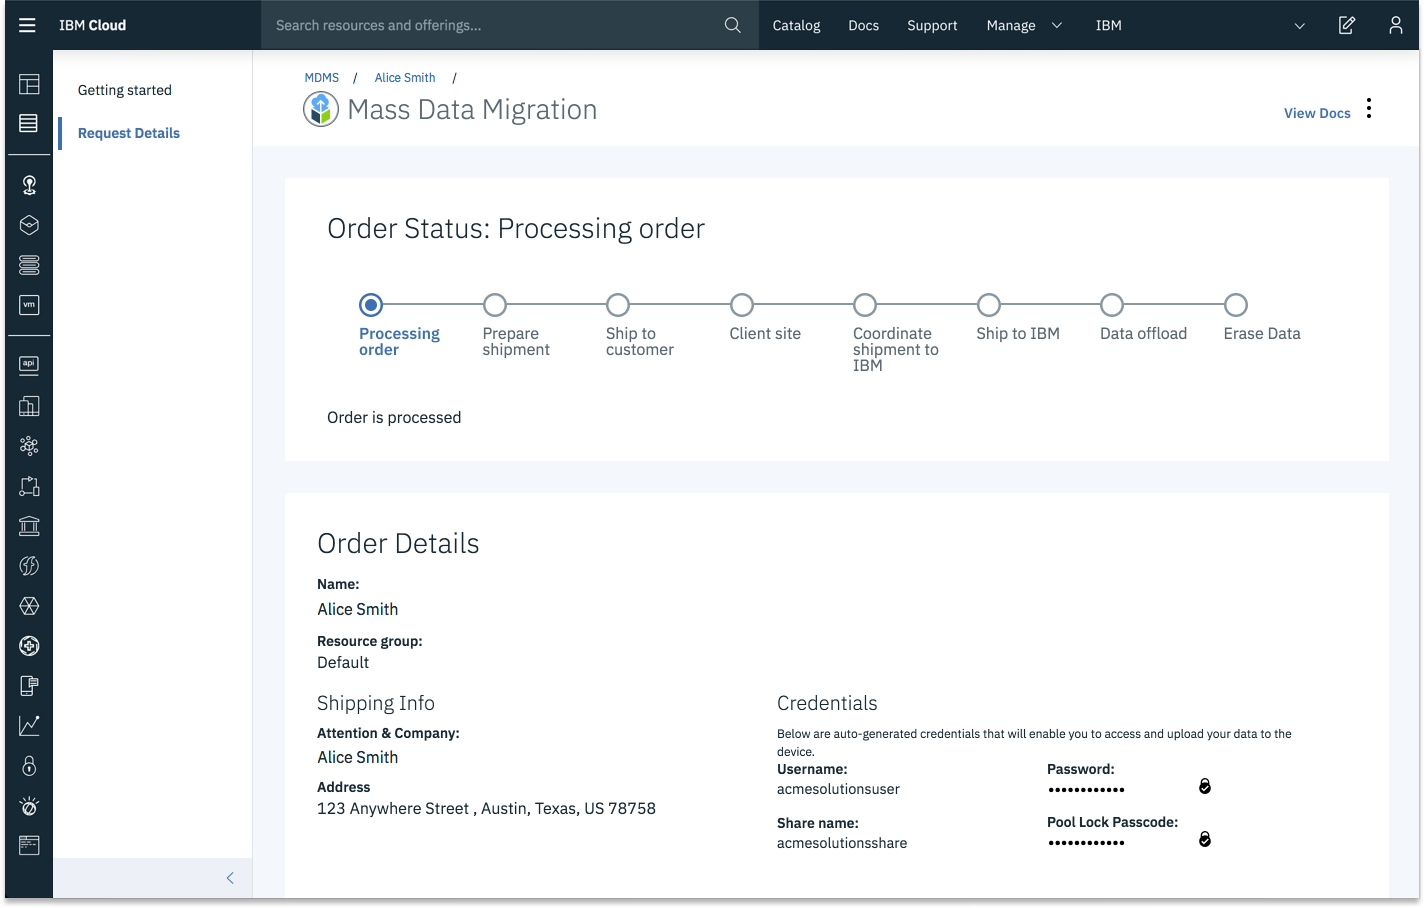 IBM Cloud
Search resources and offerings...
Catalog
Docs
Support
Manage
IBM
Getting started
Request Details
MDMS / Alice Smith /
Mass Data Migration
View Docs
Order Status: Processing order
Processing
order
Prepare
shipment
Ship to
customer
Client site
Coordinate
shipment to
IBM
Ship to IBM
Data offload
Erase Data
Order is processed
Order Details
Name:
Alice Smith
Resource group:
Default
Shipping Info
Attention & Company:
Alice Smith
Address
123 Anywhere Street , Austin, Texas, US 78758
Credentials
Below are auto-generated credentials that will enable you to access and upload your data to the
device.
Username:
acmesolutionsuser
Password:
••••••••••••
Share name:
acmesolutionsshare
Pool Lock Passcode:
••••••••••••
vm
api